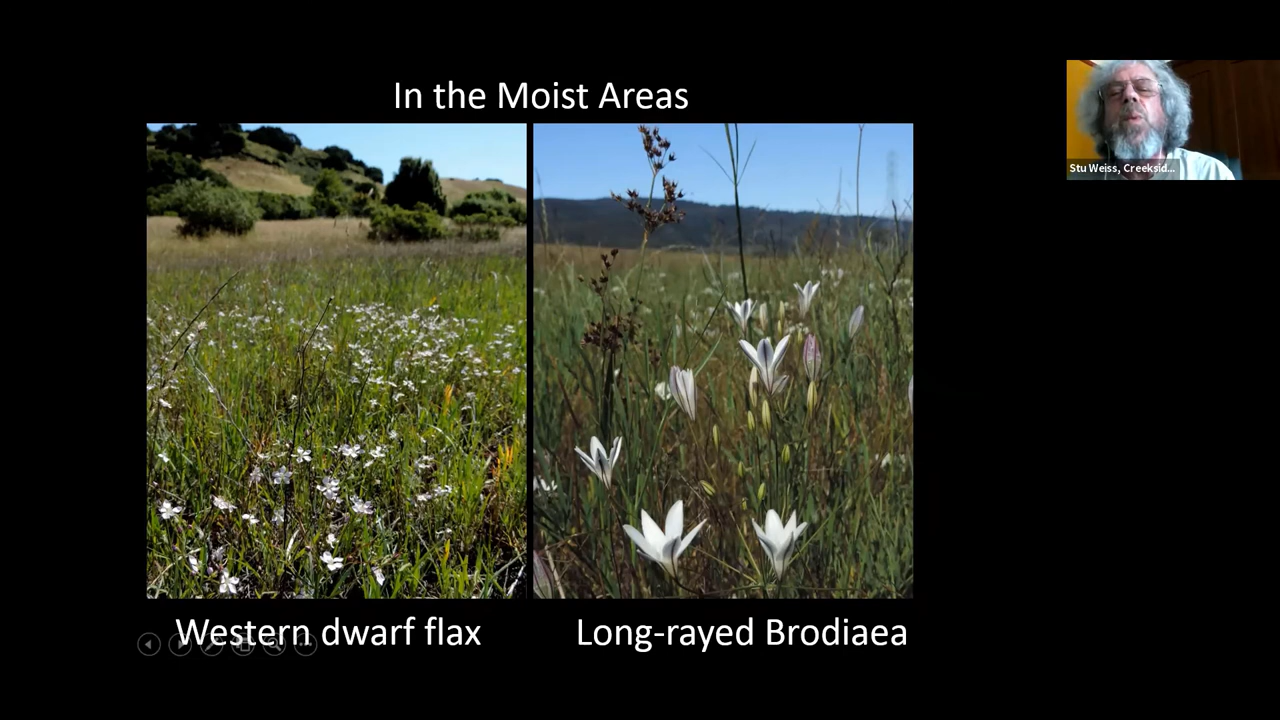 In the Moist Areas
Stu Weiss, Creeksid...
Western dwarf flax
Long-rayed Brodiaea